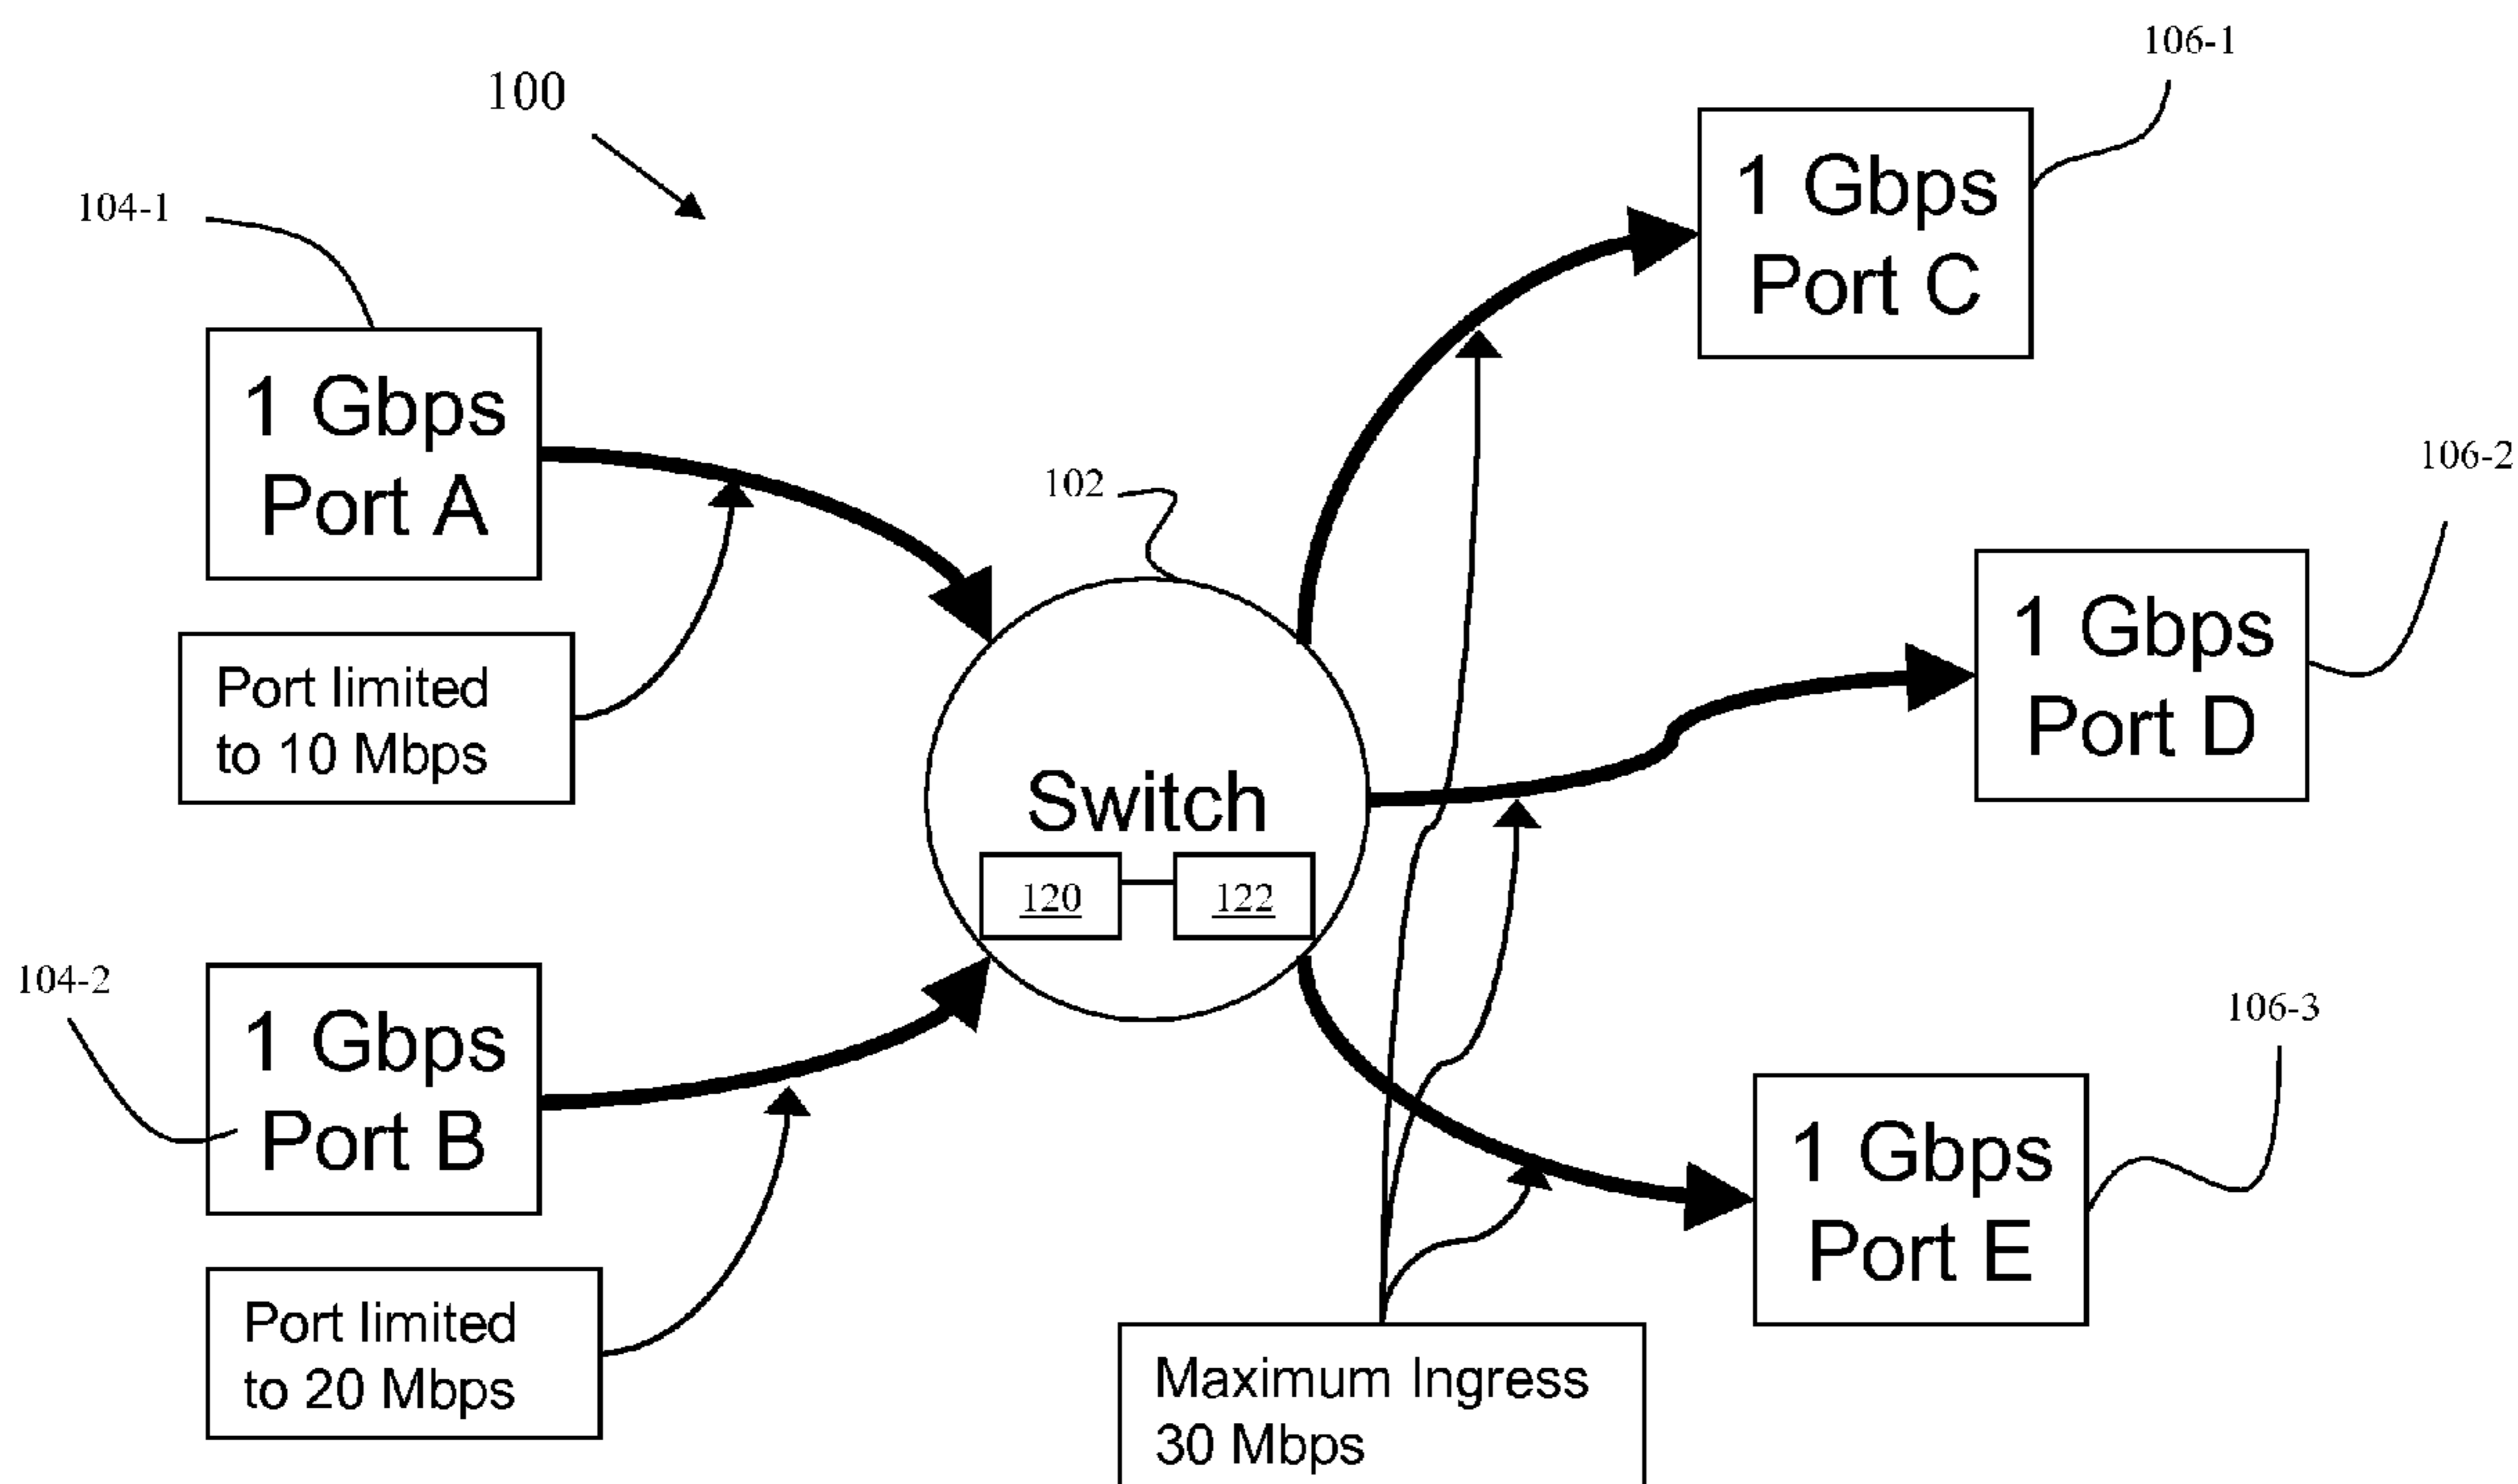 100
106-1
1 Gbps
Port C
104-1
1 Gbps
Port A
102
106-2
1 Gbps
Port D
Port limited
to 10 Mbps
Switch
120
122
104-2
1 Gbps
Port B
106-3
1 Gbps
Port E
Port limited
to 20 Mbps
Maximum Ingress
30 Mbps